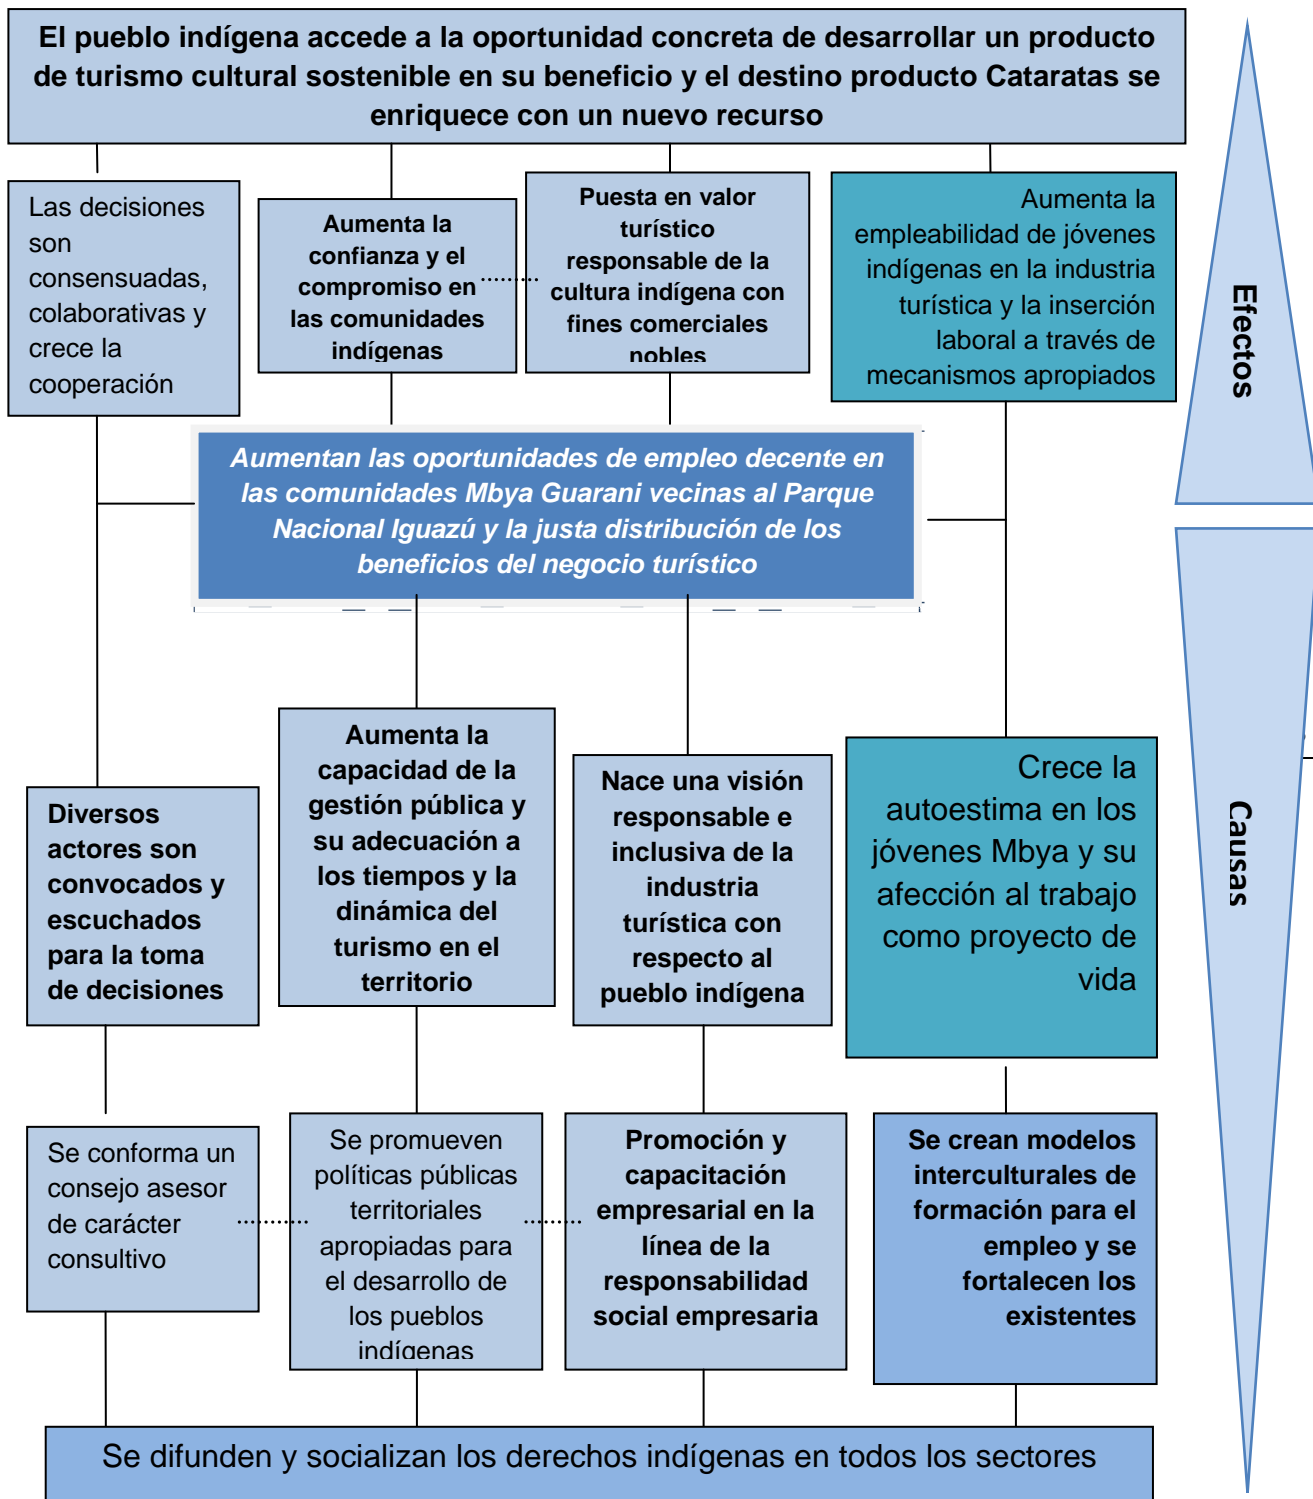 El pueblo indígena accede a la oportunidad concreta de desarrollar un producto
de turismo cultural sostenible en su beneficio y el destino producto Cataratas se
enriquece con un nuevo recurso
Las decisiones
son
consensuadas,
colaborativas y
crece la
cooperación
Aumenta la
confianza y el
compromiso en
las comunidades
indígenas
Puesta en valor
turístico
responsable de la
cultura indígena con
fines comerciales
nobles
Aumenta la
empleabilidad de jóvenes
indígenas en la industria
turística y la inserción
laboral a través de
mecanismos apropiados
Efectos
Aumentan las oportunidades de empleo decente en
las comunidades Mbya Guarani vecinas al Parque
Nacional Iguazú y la justa distribución de los
beneficios del negocio turístico
Diversos
actores son
convocados y
escuchados
para la toma
de decisiones
Aumenta la
capacidad de la
gestión pública y
su adecuación a
los tiempos y la
dinámica del
turismo en el
territorio
Nace una visión
responsable e
inclusiva de la
industria
turística con
respecto al
pueblo indígena
Crece la
autoestima en los
jóvenes Mbya y su
afección al trabajo
como proyecto de
vida
Causas
Se conforma un
consejo asesor
de carácter
consultivo
Se promueven
políticas públicas
territoriales
apropiadas para
el desarrollo de
los pueblos
indígenas
Promoción y
capacitación
empresarial en la
línea de la
responsabilidad
social empresaria
Se crean modelos
interculturales de
formación para el
empleo y se
fortalecen los
existentes
Se difunden y socializan los derechos indígenas en todos los sectores